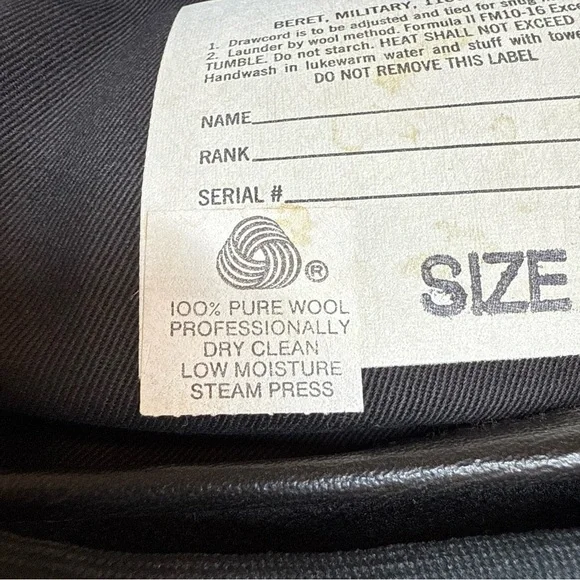 BERET, MILITARY,
1. Drawcord is to be adjusted and tied for snug
2. Launder by wool method. Formula II FM10-16
TUMBLE. Do not starch. HEAT SHALL NOT EXCEED
Handwash in lukewarm water and stuff with
DO NOT REMOVE THIS LABEL
NAME
RANK
SERIAL #
SIZE
®
100% PURE WOOL
PROFESSIONALLY
DRY CLEAN
LOW MOISTURE
STEAM PRESS